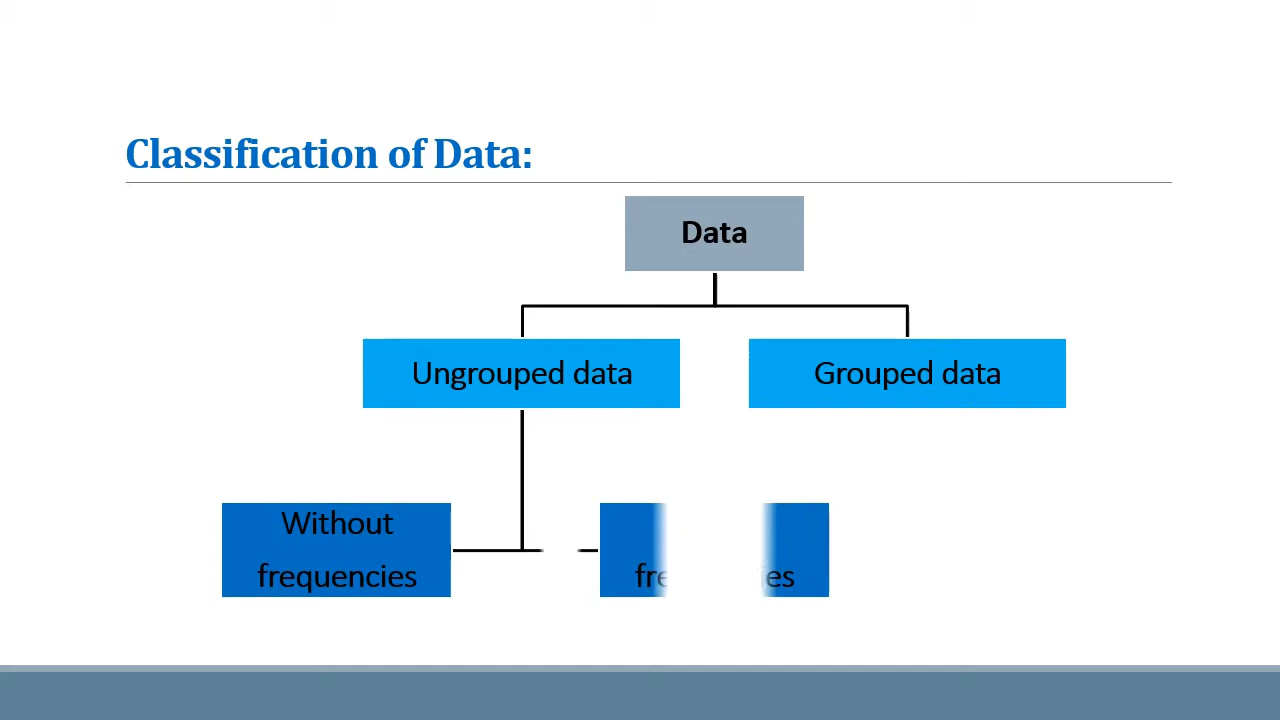 Classification of Data:
Data
Ungrouped data
Grouped data
Without
frequencies